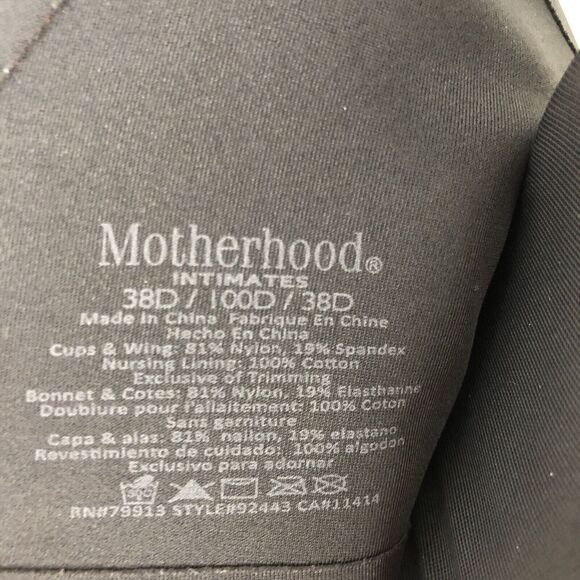 Motherhood®
INTIMATES
38D / 100D / 38D
Made In China Fabrique En Chine
Hecho En China
Cups & Wing: 81% Nylon, 19% Spandex
Nursing Lining: 100% Cotton
Exclusive of Trimming
Bonnet & Cotes: 81% Nylon, 19% Elasthanne
Doublure pour l'allaitement: 100% Coton
Sans garniture
Capa & alas: 81% nailon, 19% elastano
Revestimiento de cuidado: 100% algodon
Exclusivo para adornar
RN#79913 STYLE#92443 CA#11414